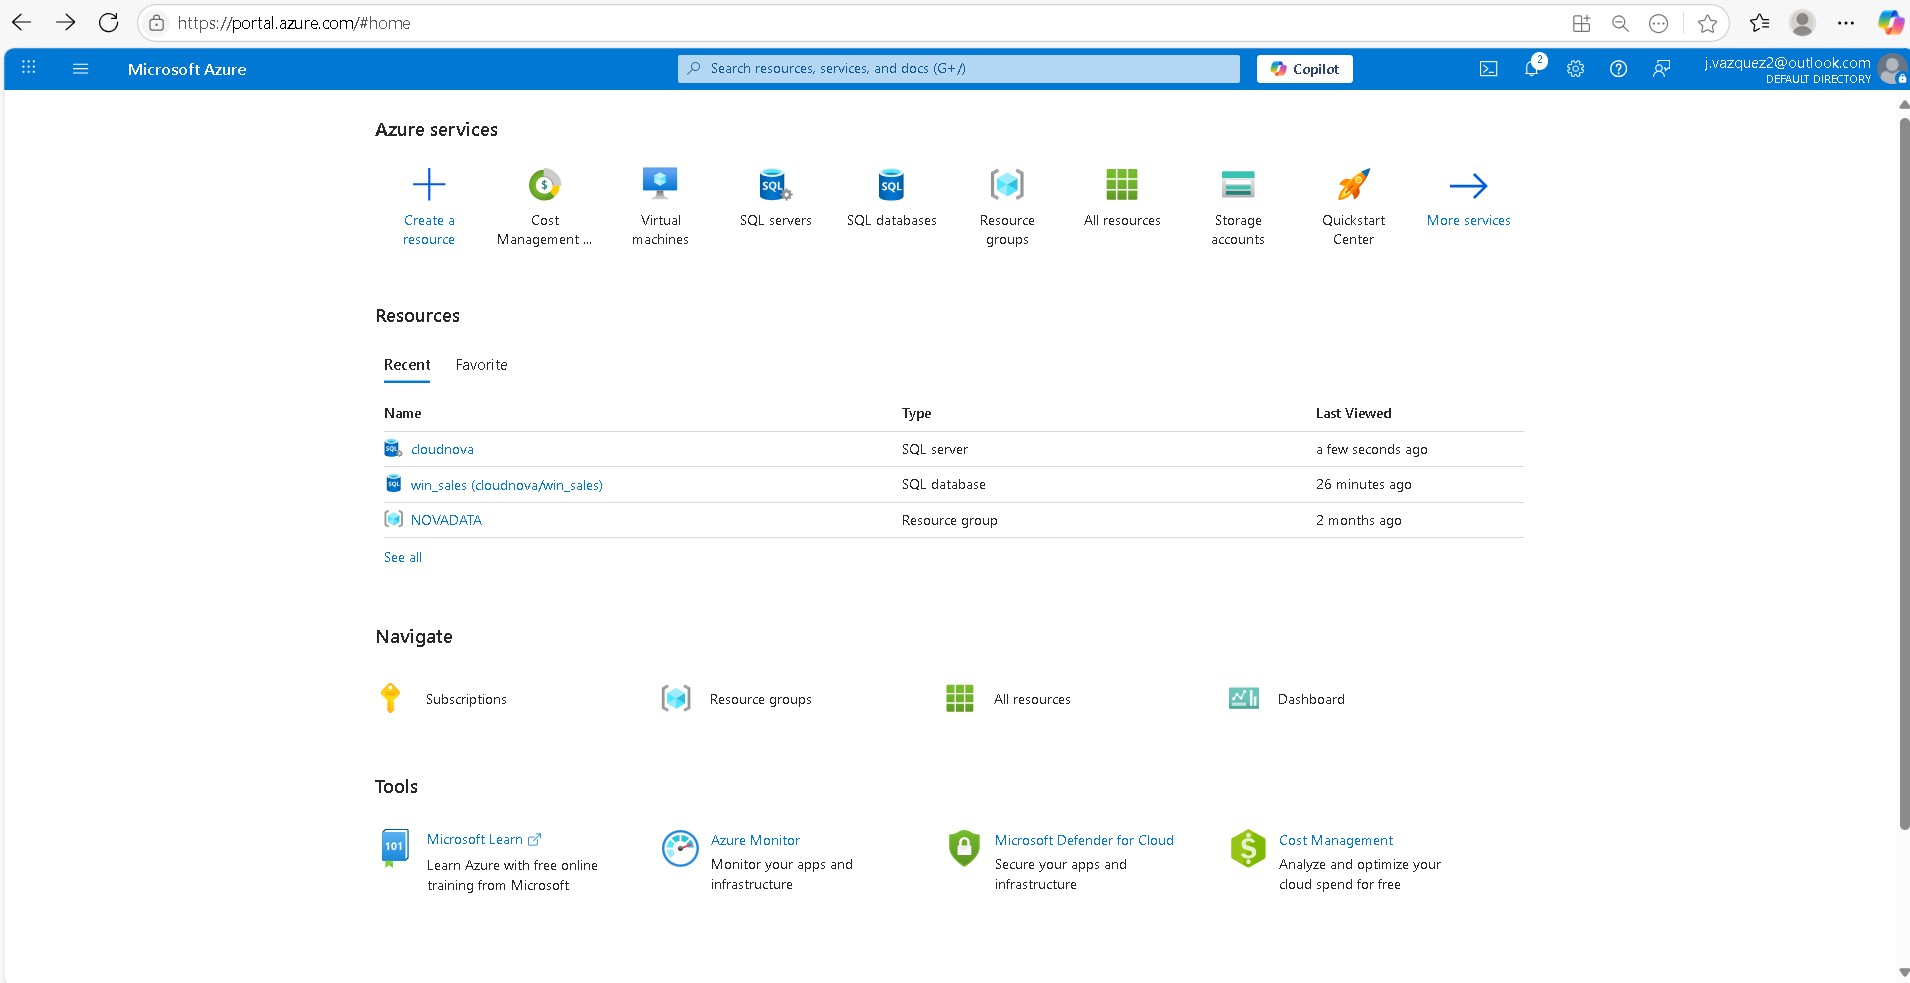 https://portal.azure.com/#home
Microsoft Azure
Search resources, services, and docs (G+/)
Copilot
2
j.vazquez2@outlook.com
DEFAULT DIRECTORY
Azure services
Create a resource
Cost Management ...
Virtual machines
SQL servers
SQL databases
Resource groups
All resources
Storage accounts
Quickstart Center
More services
Resources
Recent Favorite
Name Type Last Viewed
cloudnova SQL server a few seconds ago
win_sales (cloudnova/win_sales) SQL database 26 minutes ago
NOVADATA Resource group 2 months ago
See all
Navigate
Subscriptions Resource groups All resources Dashboard
Tools
101
Microsoft Learn
Learn Azure with free online
training from Microsoft
Azure Monitor
Monitor your apps and
infrastructure
Microsoft Defender for Cloud
Secure your apps and
infrastructure
Cost Management
Analyze and optimize your
cloud spend for free